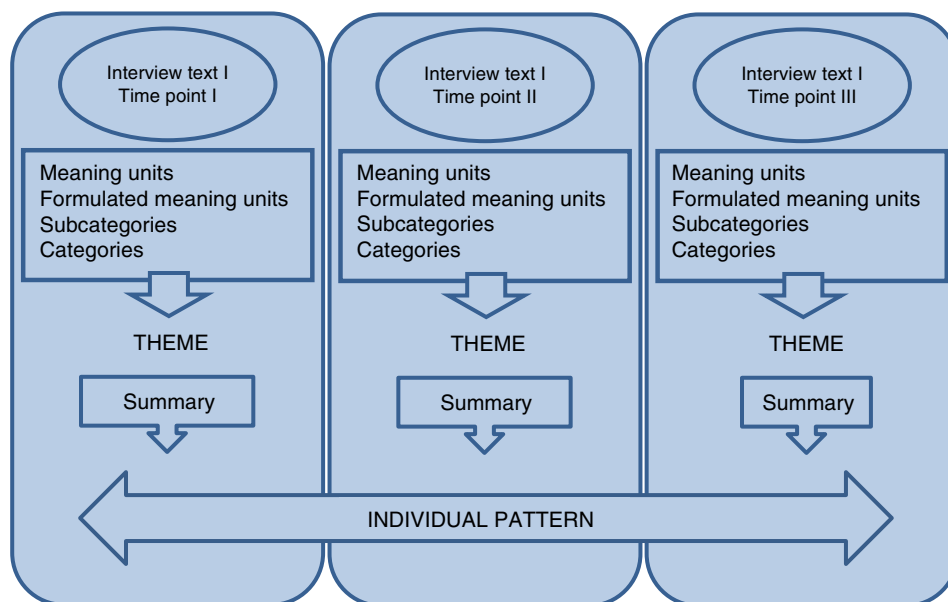 Interview text I
Time point I
Meaning units
Formulated meaning units
Subcategories
Categories
THEME
Summary
Interview text I
Time point II
Meaning units
Formulated meaning units
Subcategories
Categories
THEME
Summary
Interview text I
Time point III
Meaning units
Formulated meaning units
Subcategories
Categories
THEME
Summary
INDIVIDUAL PATTERN